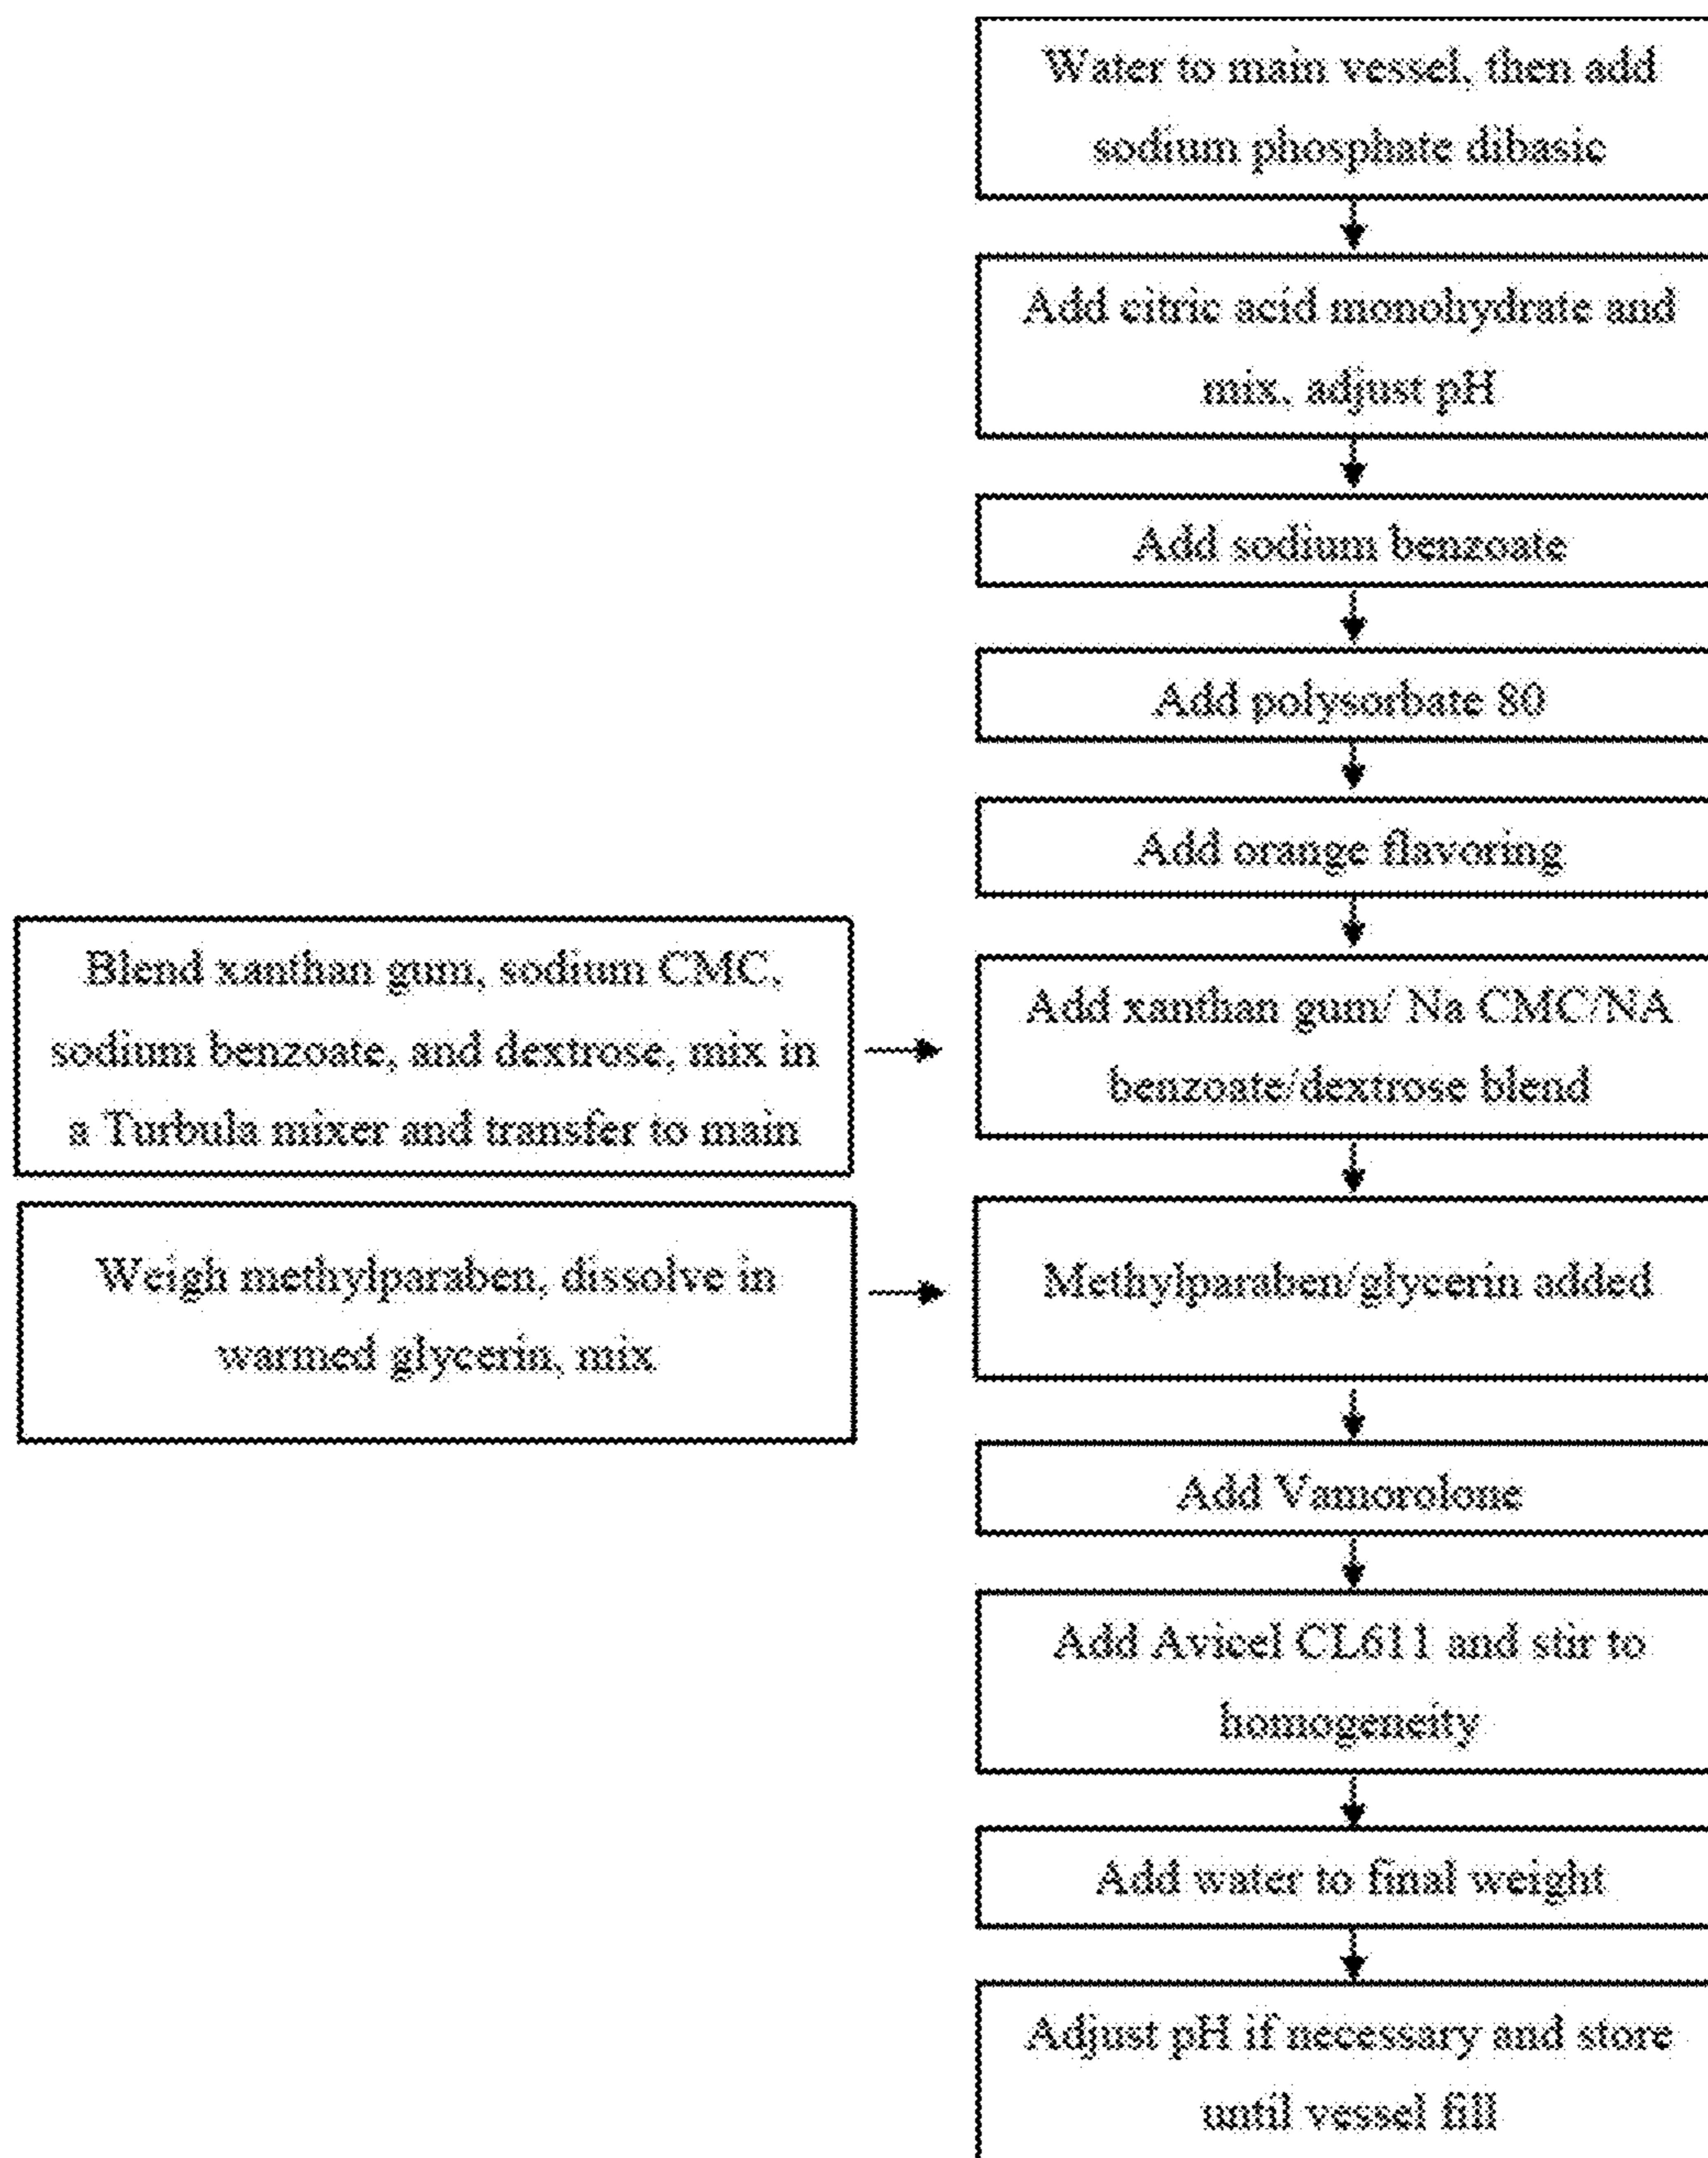 Water to main vessel, then add
sodium phosphate dibasic
Add citric acid monohydrate and
mix, adjust pH
Add sodium benzoate
Add polysorbate 80
Add orange flavoring
Blend xanthan gum, sodium CMC,
sodium benzoate, and dextrose, mix in
a Turbula mixer and transfer to main
Add xanthan gum/ Na CMC/NA
benzoate/dextrose blend
Weigh methylparaben, dissolve in
warmed glycerin, mix
Methylparaben/glycerin added
Add Vamorolone
Add Avicel CL611 and stir to
homogeneity
Add water to final weight
Adjust pH if necessary and store
until vessel fill